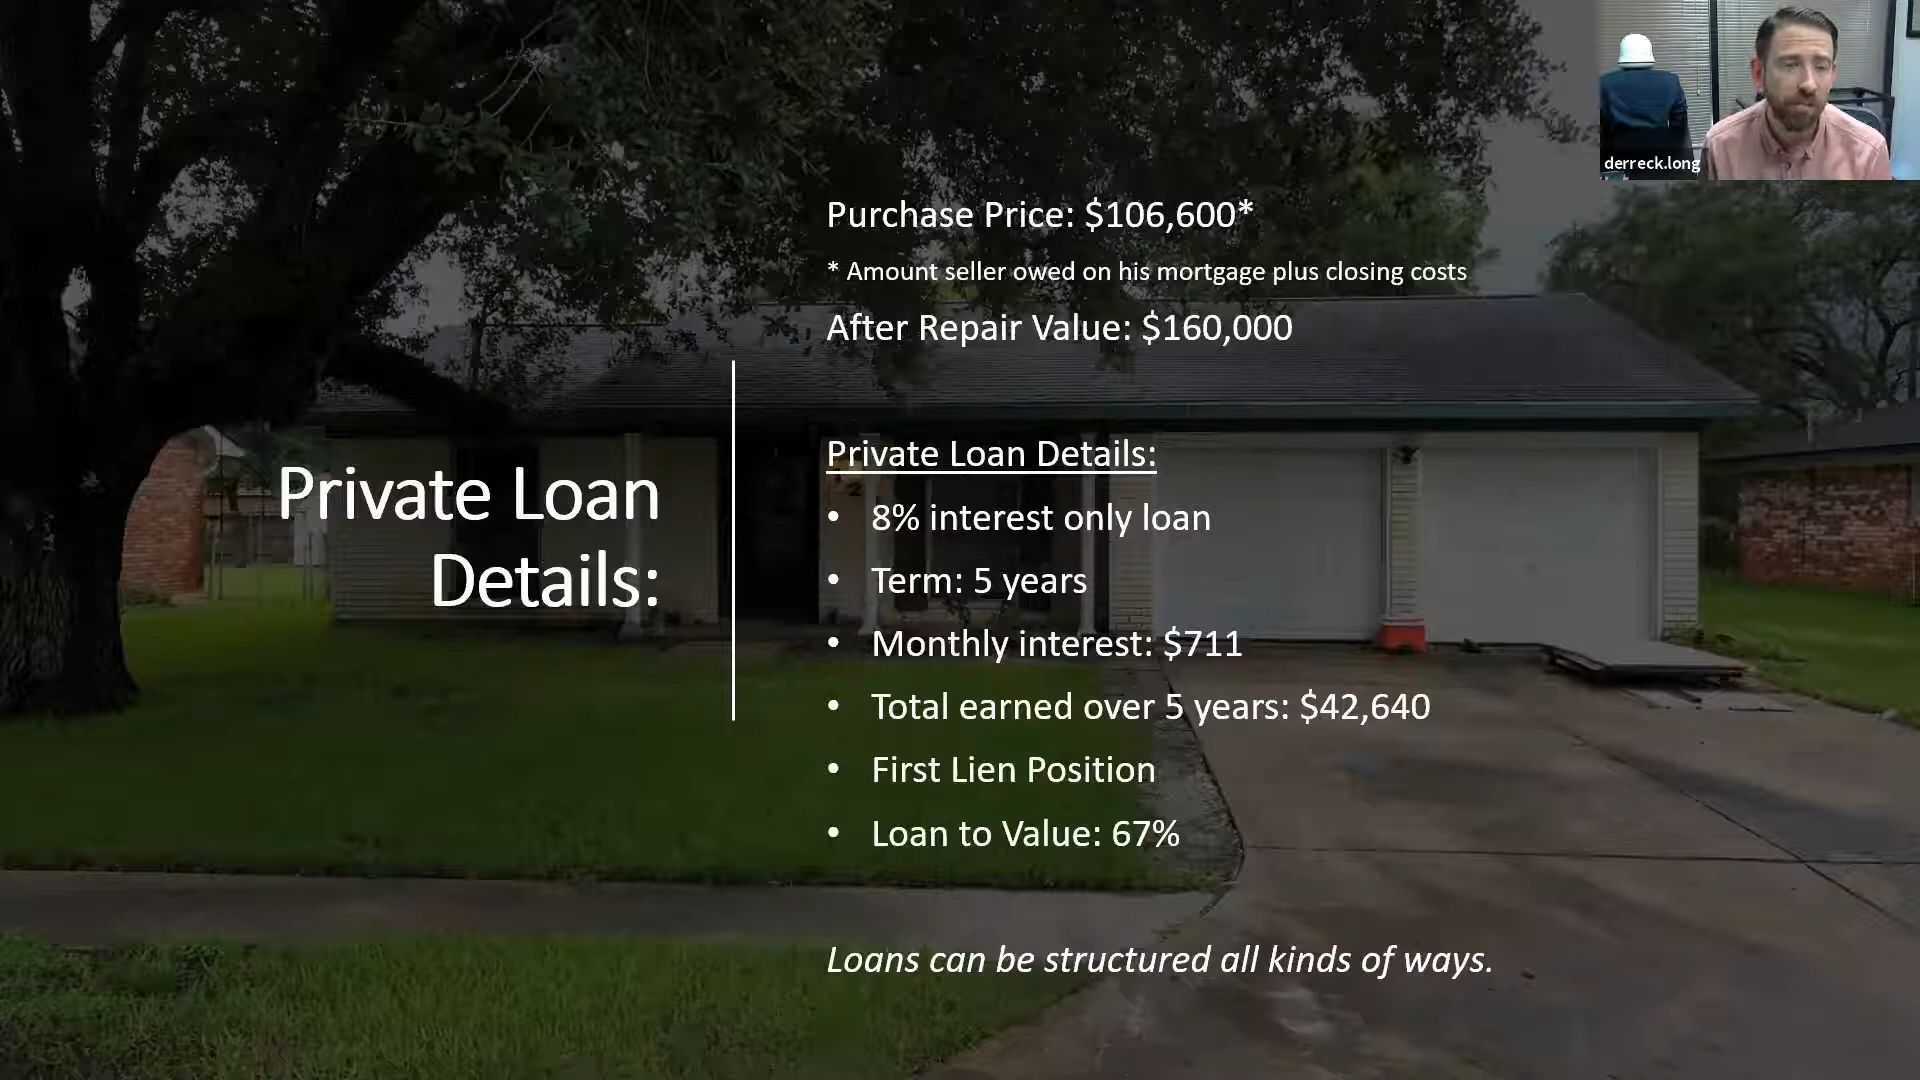 derreck.long
Purchase Price: $106,600*
* Amount seller owed on his mortgage plus closing costs
After Repair Value: $160,000
Private Loan
Details:
Private Loan Details:
• 8% interest only loan
• Term: 5 years
• Monthly interest: $711
• Total earned over 5 years: $42,640
• First Lien Position
• Loan to Value: 67%
Loans can be structured all kinds of ways.